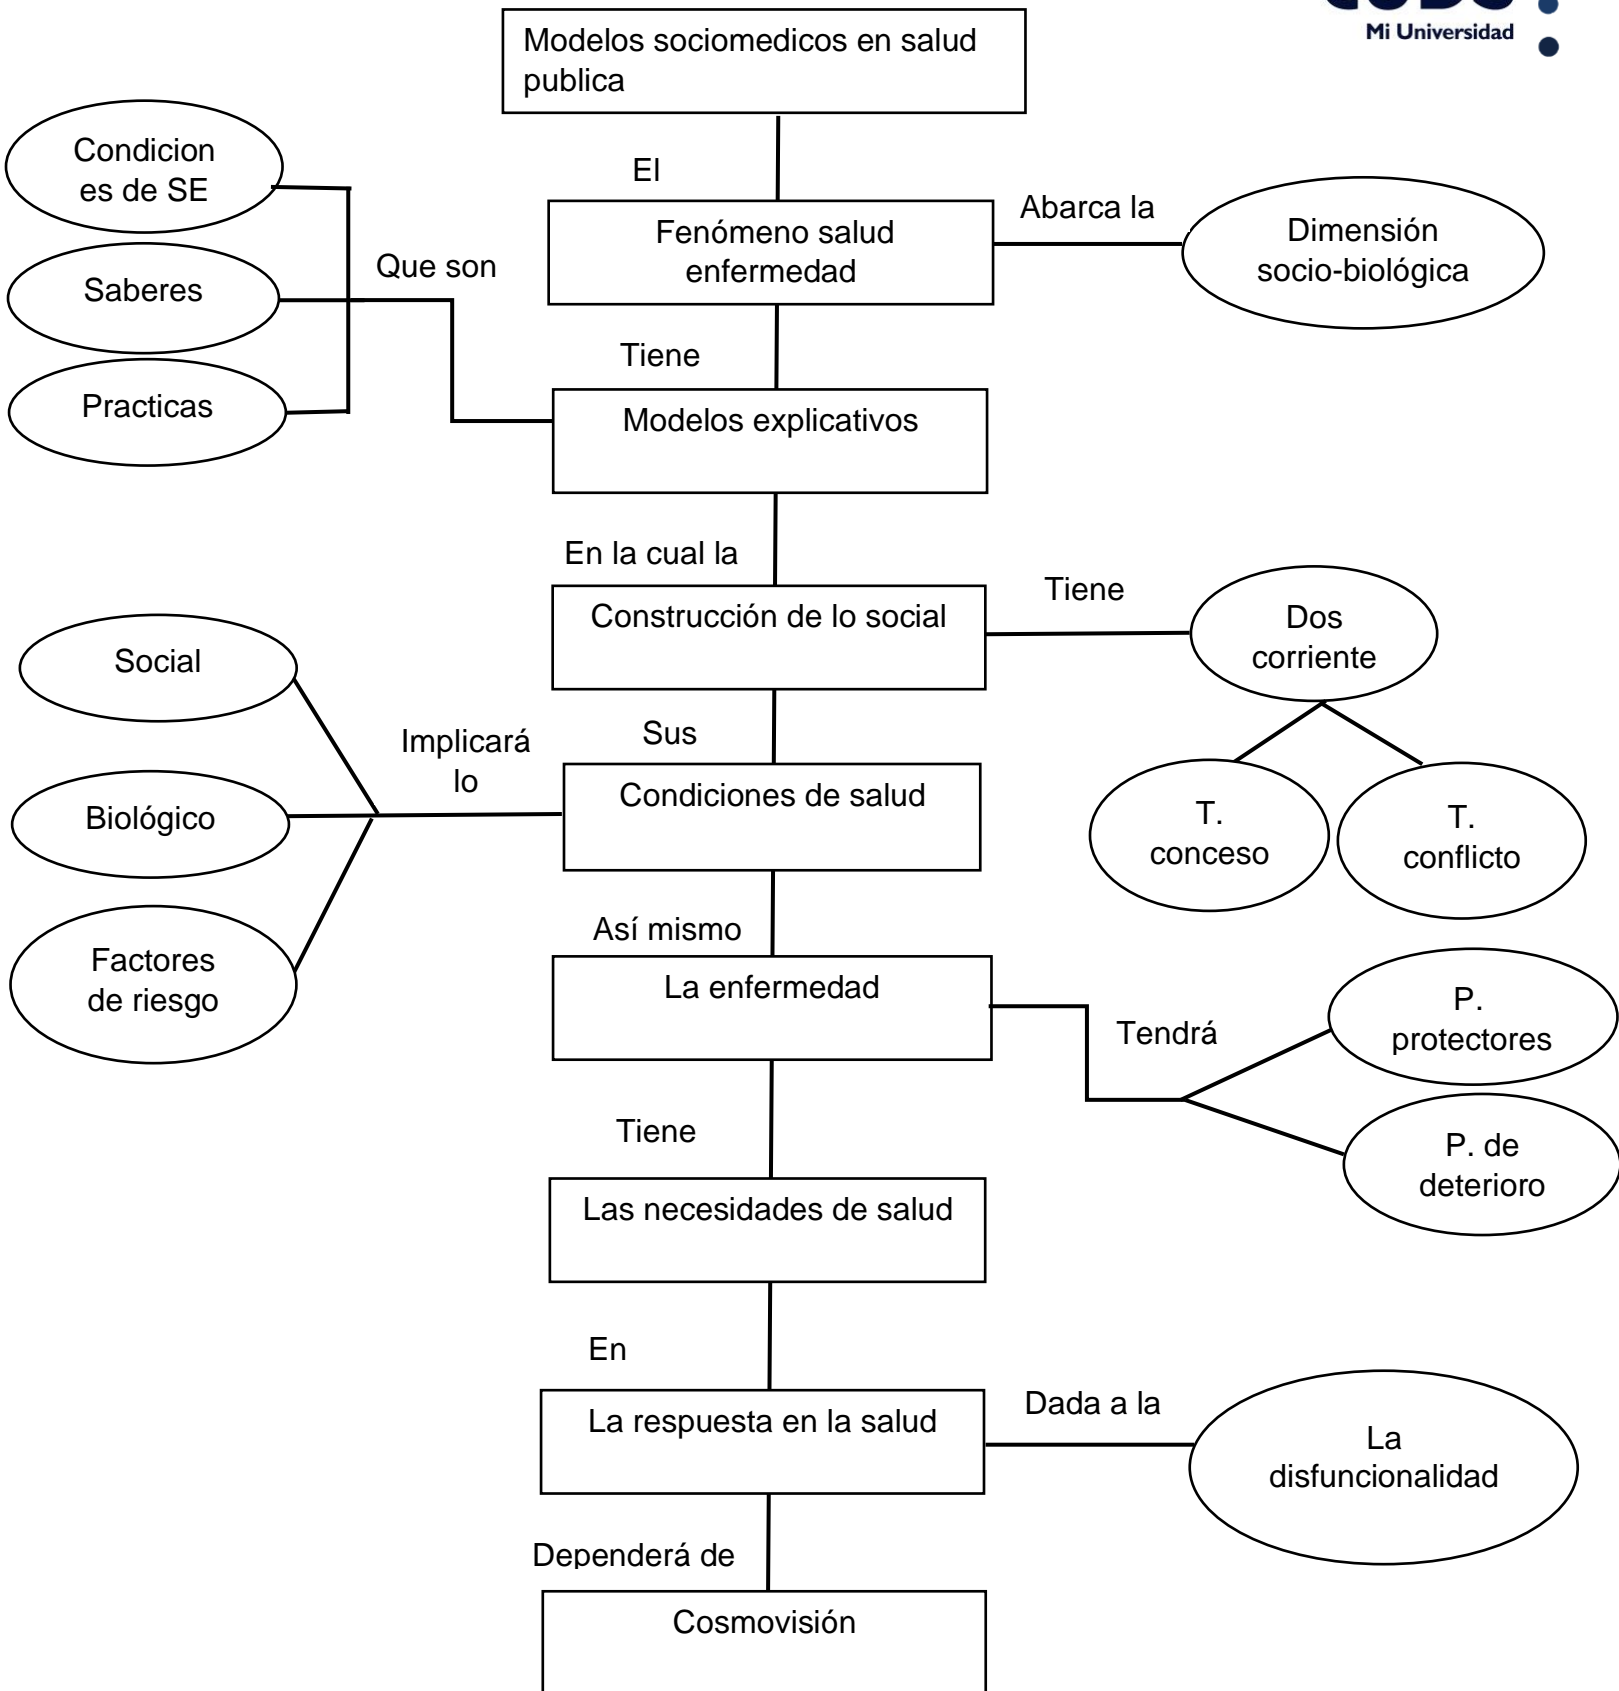 Mi Universidad
Modelos sociomedicos en salud
publica
El
Condicion
es de SE
Saberes
Practicas
Que son
Fenómeno salud
enfermedad
Abarca la
Dimensión
socio-biológica
Tiene
Modelos explicativos
En la cual la
Construcción de lo social
Tiene
Dos
corriente
T.
conceso
T.
conflicto
Sus
Condiciones de salud
Implicará
lo
Social
Biológico
Factores
de riesgo
Así mismo
La enfermedad
Tendrá
P.
protectores
P. de
deterioro
Tiene
Las necesidades de salud
En
La respuesta en la salud
Dada a la
La
disfuncionalidad
Dependerá de
Cosmovisión